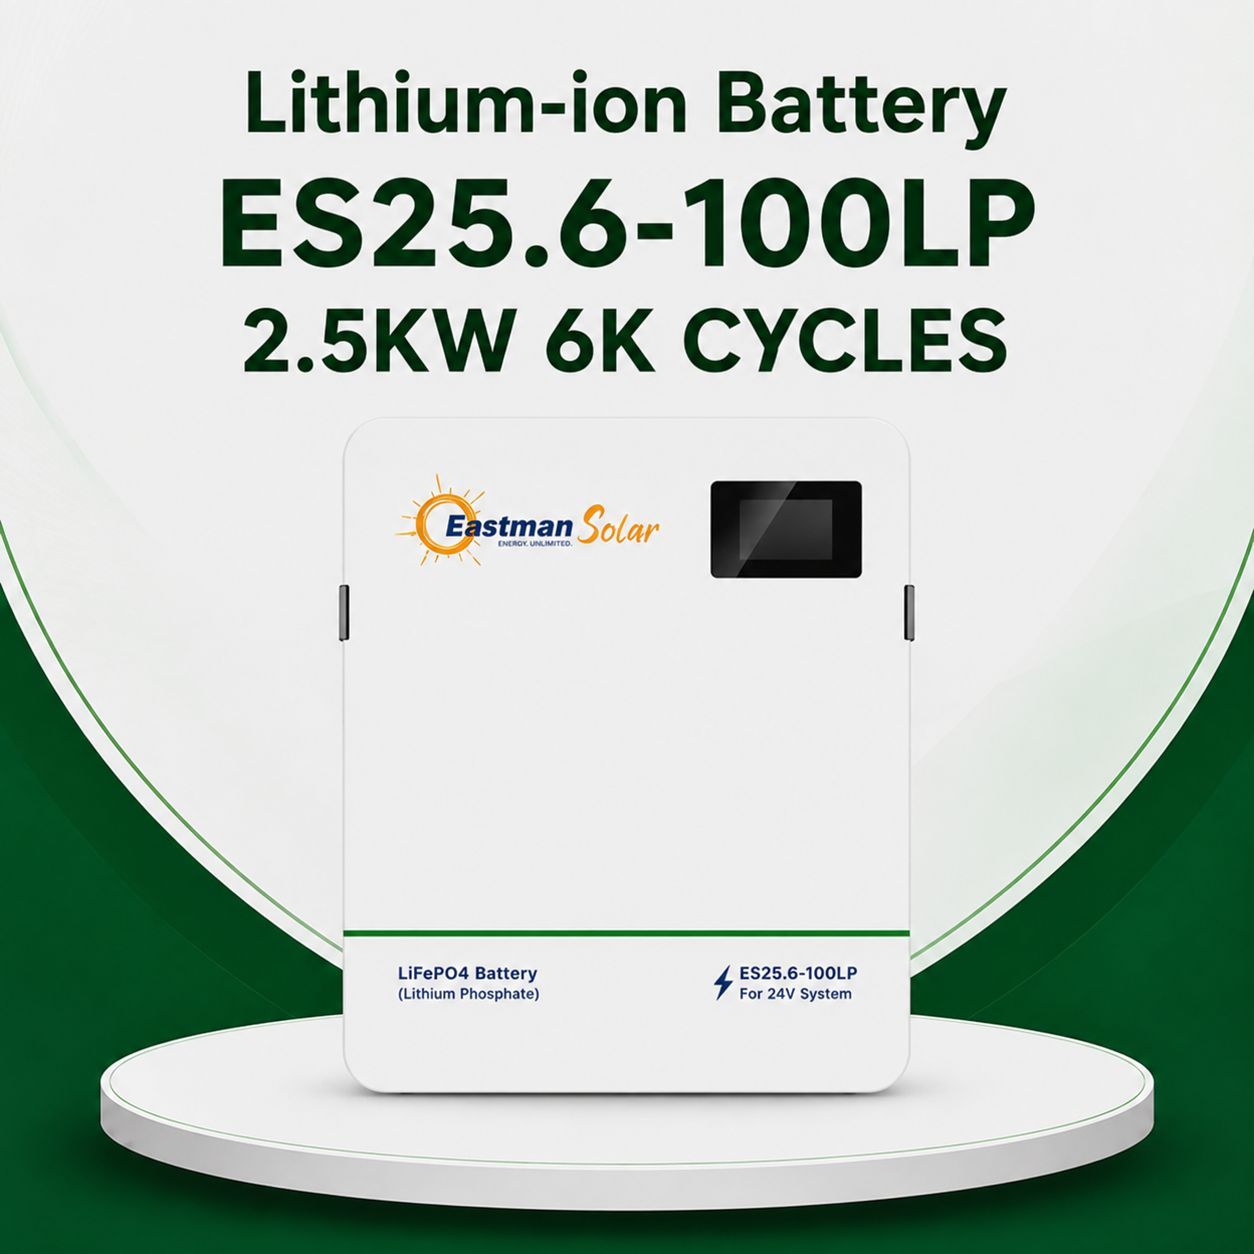 Lithium-ion Battery
ES25.6-100LP
2.5KW 6K CYCLES
Eastman Solar
ENERGY. UNLIMITED.
LiFePO4 Battery
(Lithium Phosphate)
ES25.6-100LP
For 24V System